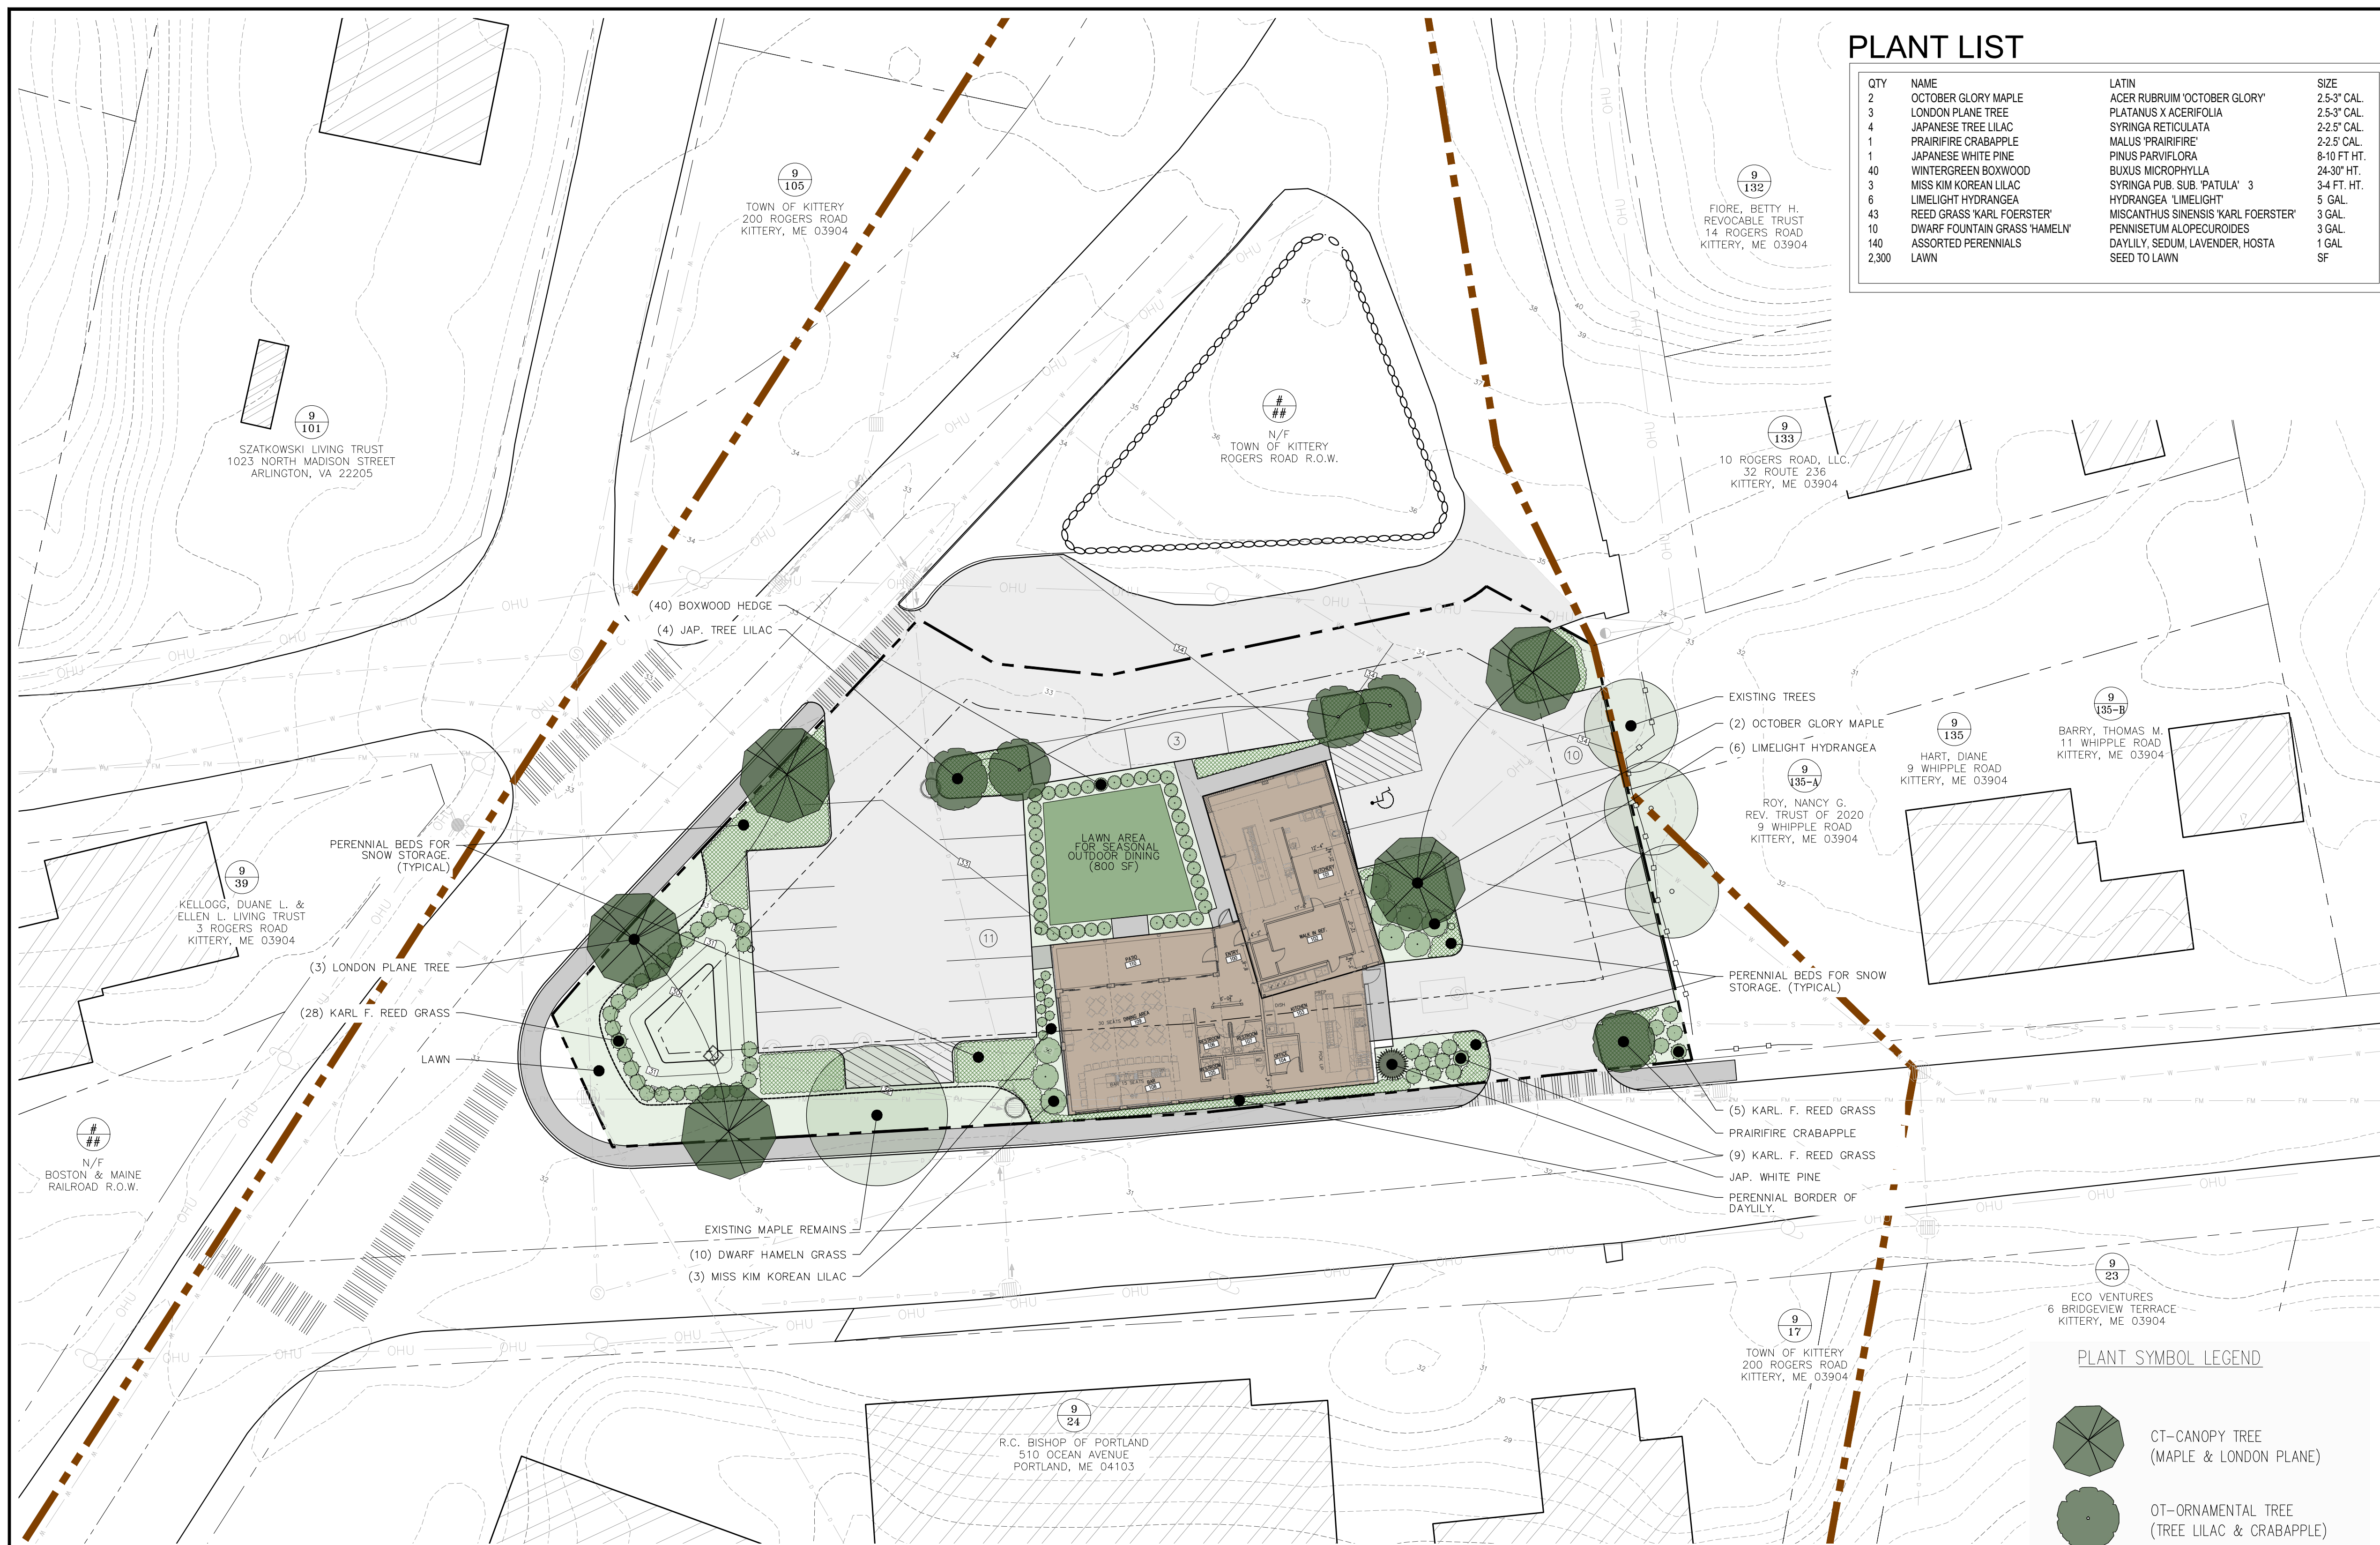 PLANT LIST
QTY NAME LATIN SIZE
2 OCTOBER GLORY MAPLE ACER RUBRUIM 'OCTOBER GLORY' 2.5-3" CAL.
3 LONDON PLANE TREE PLATANUS X ACERIFOLIA 2.5-3" CAL.
4 JAPANESE TREE LILAC SYRINGA RETICULATA 2-2.5" CAL.
1 PRAIRIFIRE CRABAPPLE MALUS 'PRAIRIFIRE' 2-2.5' CAL.
1 JAPANESE WHITE PINE PINUS PARVIFLORA 8-10 FT HT.
40 WINTERGREEN BOXWOOD BUXUS MICROPHYLLA 24-30" HT.
3 MISS KIM KOREAN LILAC SYRINGA PUB. SUB. 'PATULA' 3 3-4 FT. HT.
6 LIMELIGHT HYDRANGEA HYDRANGEA 'LIMELIGHT' 5 GAL.
43 REED GRASS 'KARL FOERSTER' MISCANTHUS SINENSIS 'KARL FOERSTER' 3 GAL.
10 DWARF FOUNTAIN GRASS 'HAMELN' PENNISETUM ALOPECUROIDES 3 GAL.
140 ASSORTED PERENNIALS DAYLILY, SEDUM, LAVENDER, HOSTA 1 GAL
2,300 LAWN SEED TO LAWN SF
9
105
TOWN OF KITTERY
200 ROGERS ROAD
KITTERY, ME 03904
9
132
FIORE, BETTY H.
REVOCABLE TRUST
14 ROGERS ROAD
KITTERY, ME 03904
9
101
SZATKOWSKI LIVING TRUST
1023 NORTH MADISON STREET
ARLINGTON, VA 22205
#
##
N/F
TOWN OF KITTERY
ROGERS ROAD R.O.W.
9
133
10 ROGERS ROAD, LLC.
32 ROUTE 236
KITTERY, ME 03904
(40) BOXWOOD HEDGE
(4) JAP. TREE LILAC
EXISTING TREES
(2) OCTOBER GLORY MAPLE
(6) LIMELIGHT HYDRANGEA
9
135
HART, DIANE
9 WHIPPLE ROAD
KITTERY, ME 03904
9
135-B
BARRY, THOMAS M.
11 WHIPPLE ROAD
KITTERY, ME 03904
9
135-A
ROY, NANCY G.
REV. TRUST OF 2020
9 WHIPPLE ROAD
KITTERY, ME 03904
3
10
11
LAWN AREA
FOR SEASONAL
OUTDOOR DINING
(800 SF)
PERENNIAL BEDS FOR
SNOW STORAGE.
(TYPICAL)
9
39
KELLOGG, DUANE L. &
ELLEN L. LIVING TRUST
3 ROGERS ROAD
KITTERY, ME 03904
(3) LONDON PLANE TREE
(28) KARL F. REED GRASS
LAWN
BUTCHERY
WALK IN REF.
ENTRY
PATIO
DINING AREA
KITCHEN
RESTROOM
OFFICE
BAR
PERENNIAL BEDS FOR SNOW
STORAGE. (TYPICAL)
(5) KARL. F. REED GRASS
PRAIRIFIRE CRABAPPLE
(9) KARL. F. REED GRASS
JAP. WHITE PINE
PERENNIAL BORDER OF
DAYLILY.
#
##
N/F
BOSTON & MAINE
RAILROAD R.O.W.
EXISTING MAPLE REMAINS
(10) DWARF HAMELN GRASS
(3) MISS KIM KOREAN LILAC
9
23
ECO VENTURES
6 BRIDGEVIEW TERRACE
KITTERY, ME 03904
9
17
TOWN OF KITTERY
200 ROGERS ROAD
KITTERY, ME 03904
9
24
R.C. BISHOP OF PORTLAND
510 OCEAN AVENUE
PORTLAND, ME 04103
PLANT SYMBOL LEGEND
CT-CANOPY TREE
(MAPLE & LONDON PLANE)
OT-ORNAMENTAL TREE
(TREE LILAC & CRABAPPLE)